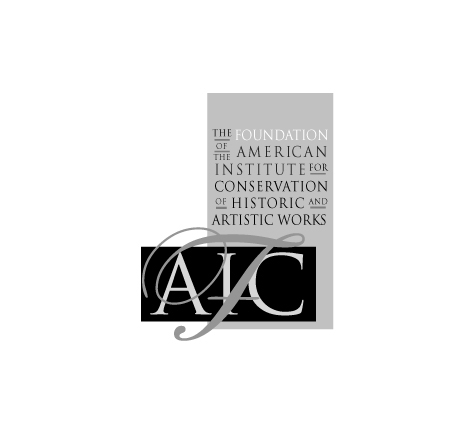 THE FOUNDATION
OF THE AMERICAN
INSTITUTE FOR
CONSERVATION
OF HISTORIC AND
ARTISTIC WORKS
F
AIC